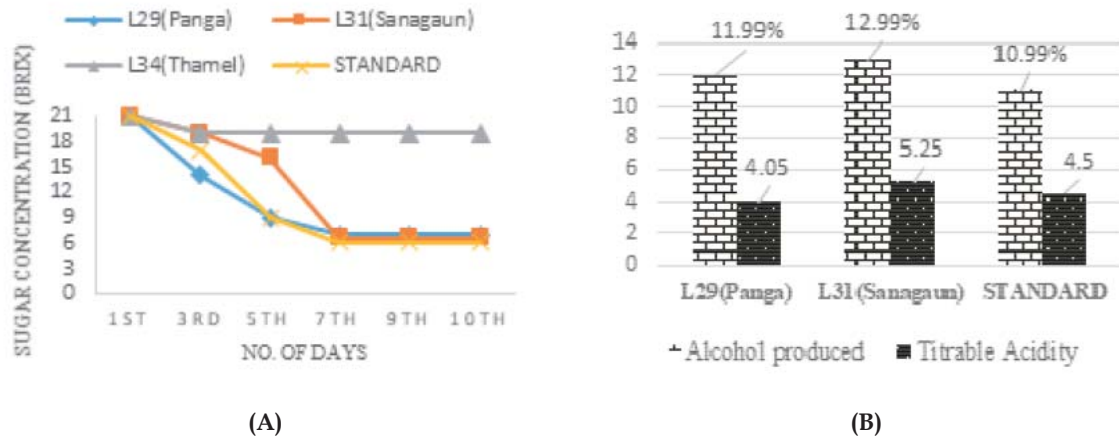 L29(Panga) L31(Sanagaun)
L34(Thamel) STANDARD
SUGAR CONCENTRATION (BRIX)
21
18
15
12
9
6
3
0
1ST 3RD 5TH 7TH 9TH 10TH
NO. OF DAYS
(A)
14
12
10
8
6
4
2
0
11.99%
4.05
12.99%
5.25
10.99%
4.5
L29(Panga) L31(Sanagaun) STANDARD
Alcohol produced Titrable Acidity
(B)